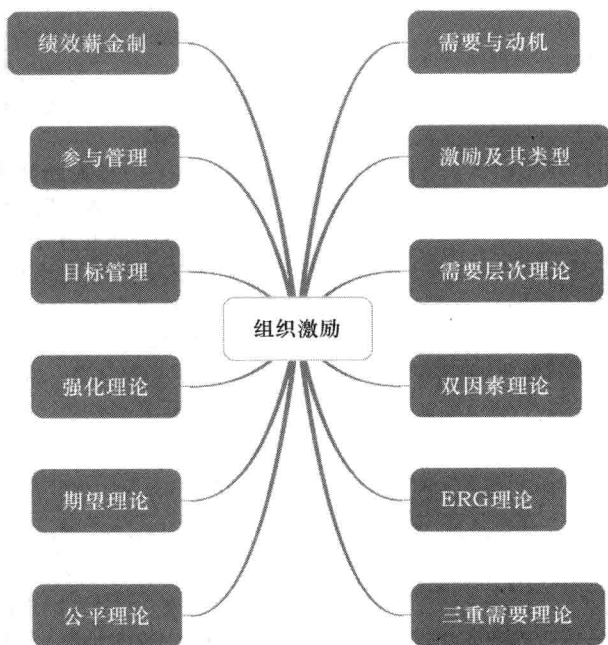 绩效薪金制
需要与动机
参与管理
激励及其类型
目标管理
需要层次理论
组织激励
强化理论
双因素理论
期望理论
ERG理论
公平理论
三重需要理论